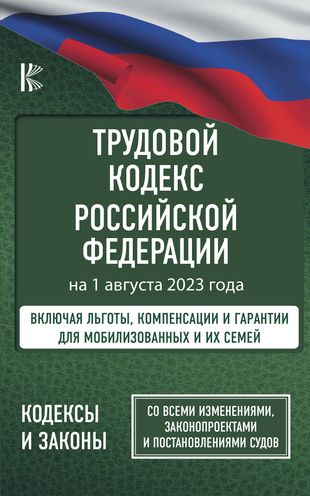 К
ТРУДОВОЙ
КОДЕКС
РОССИЙСКОЙ
ФЕДЕРАЦИИ
на 1 августа 2023 года
ВКЛЮЧАЯ ЛЬГОТЫ, КОМПЕНСАЦИИ И ГАРАНТИИ
ДЛЯ МОБИЛИЗОВАННЫХ И ИХ СЕМЕЙ
КОДЕКСЫ
И ЗАКОНЫ
СО ВСЕМИ ИЗМЕНЕНИЯМИ,
ЗАКОНОПРОЕКТАМИ
И ПОСТАНОВЛЕНИЯМИ СУДОВ